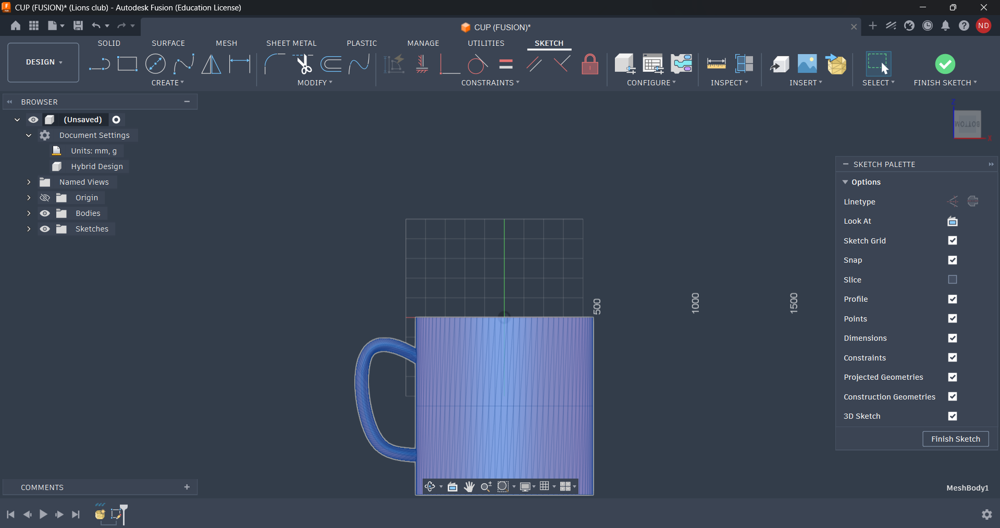 CUP (FUSION)* (Lions club) - Autodesk Fusion (Education License)
CUP (FUSION)*
ND
SOLID SURFACE MESH SHEET METAL PLASTIC MANAGE UTILITIES SKETCH
DESIGN
CREATE MODIFY CONSTRAINTS CONFIGURE INSPECT INSERT SELECT FINISH SKETCH
BROWSER
(Unsaved)
Document Settings
Units: mm, g
Hybrid Design
Named Views
Origin
Bodies
Sketches
Z
BOTTOM
X
500
1000
1500
SKETCH PALETTE
Options
Linetype
Look At
Sketch Grid
Snap
Slice
Profile
Points
Dimensions
Constraints
Projected Geometries
Construction Geometries
3D Sketch
Finish Sketch
COMMENTS
MeshBody1